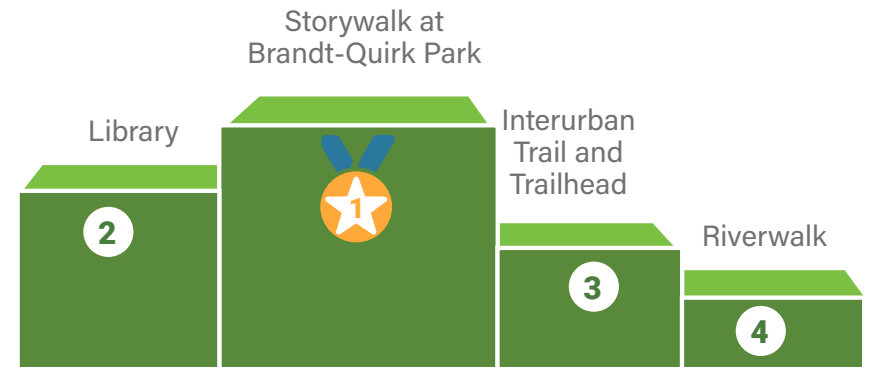 Storywalk at
Brandt-Quirk Park
Library
Interurban
Trail and
Trailhead
Riverwalk
2
1
3
4